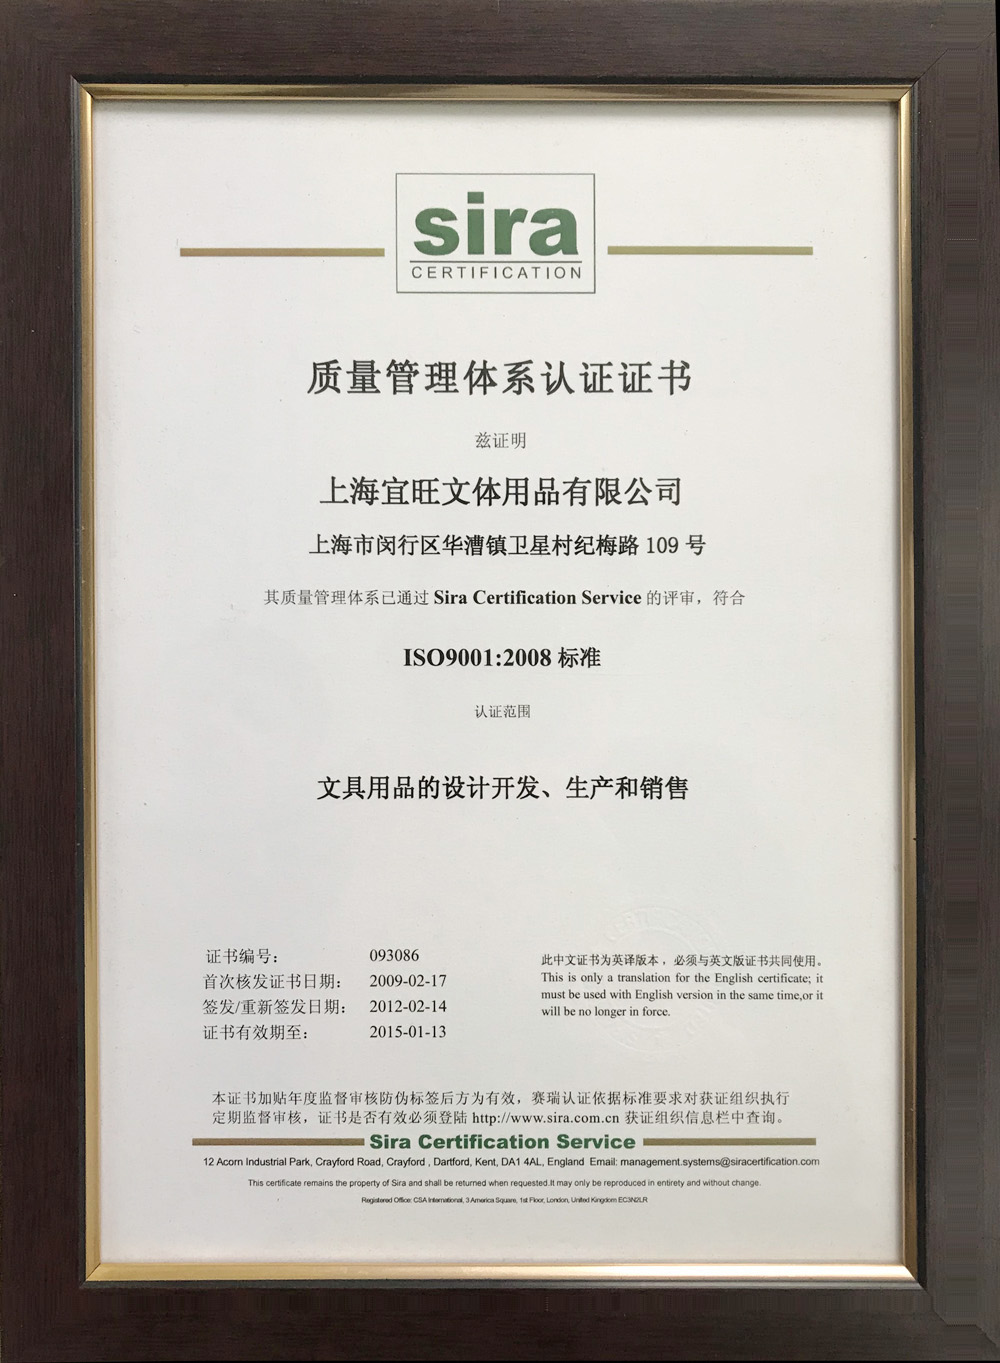 sira
CERTIFICATION
质量管理体系认证证书
兹证明
上海宜旺文体用品有限公司
上海市闵行区华漕镇卫星村纪梅路 109 号
其质量管理体系已通过 Sira Certification Service 的评审，符合
ISO9001:2008 标准
认证范围
文具用品的设计开发、生产和销售
证书编号： 093086
首次核发证书日期： 2009-02-17
签发/重新签发日期： 2012-02-14
证书有效期至： 2015-01-13
此中文证书为英译版本，必须与英文版证书共同使用。
This is only a translation for the English certificate; it
must be used with English version in the same time,or it
will be no longer in force.
本证书加贴年度监督审核防伪标签后方为有效，赛瑞认证依据标准要求对获证组织执行
定期监督审核，证书是否有效必须登陆 http://www.sira.com.cn 获证组织信息栏中查询。
Sira Certification Service
12 Acorn Industrial Park, Crayford Road, Crayford , Dartford, Kent, DA1 4AL, England Email: management.systems@siracertification.com
This certificate remains the property of Sira and shall be returned when requested.It may only be reproduced in entirety and without change.
Registered Office: CSA International, 3 America Square, 1st Floor, London, United Kingdom EC3N2LR